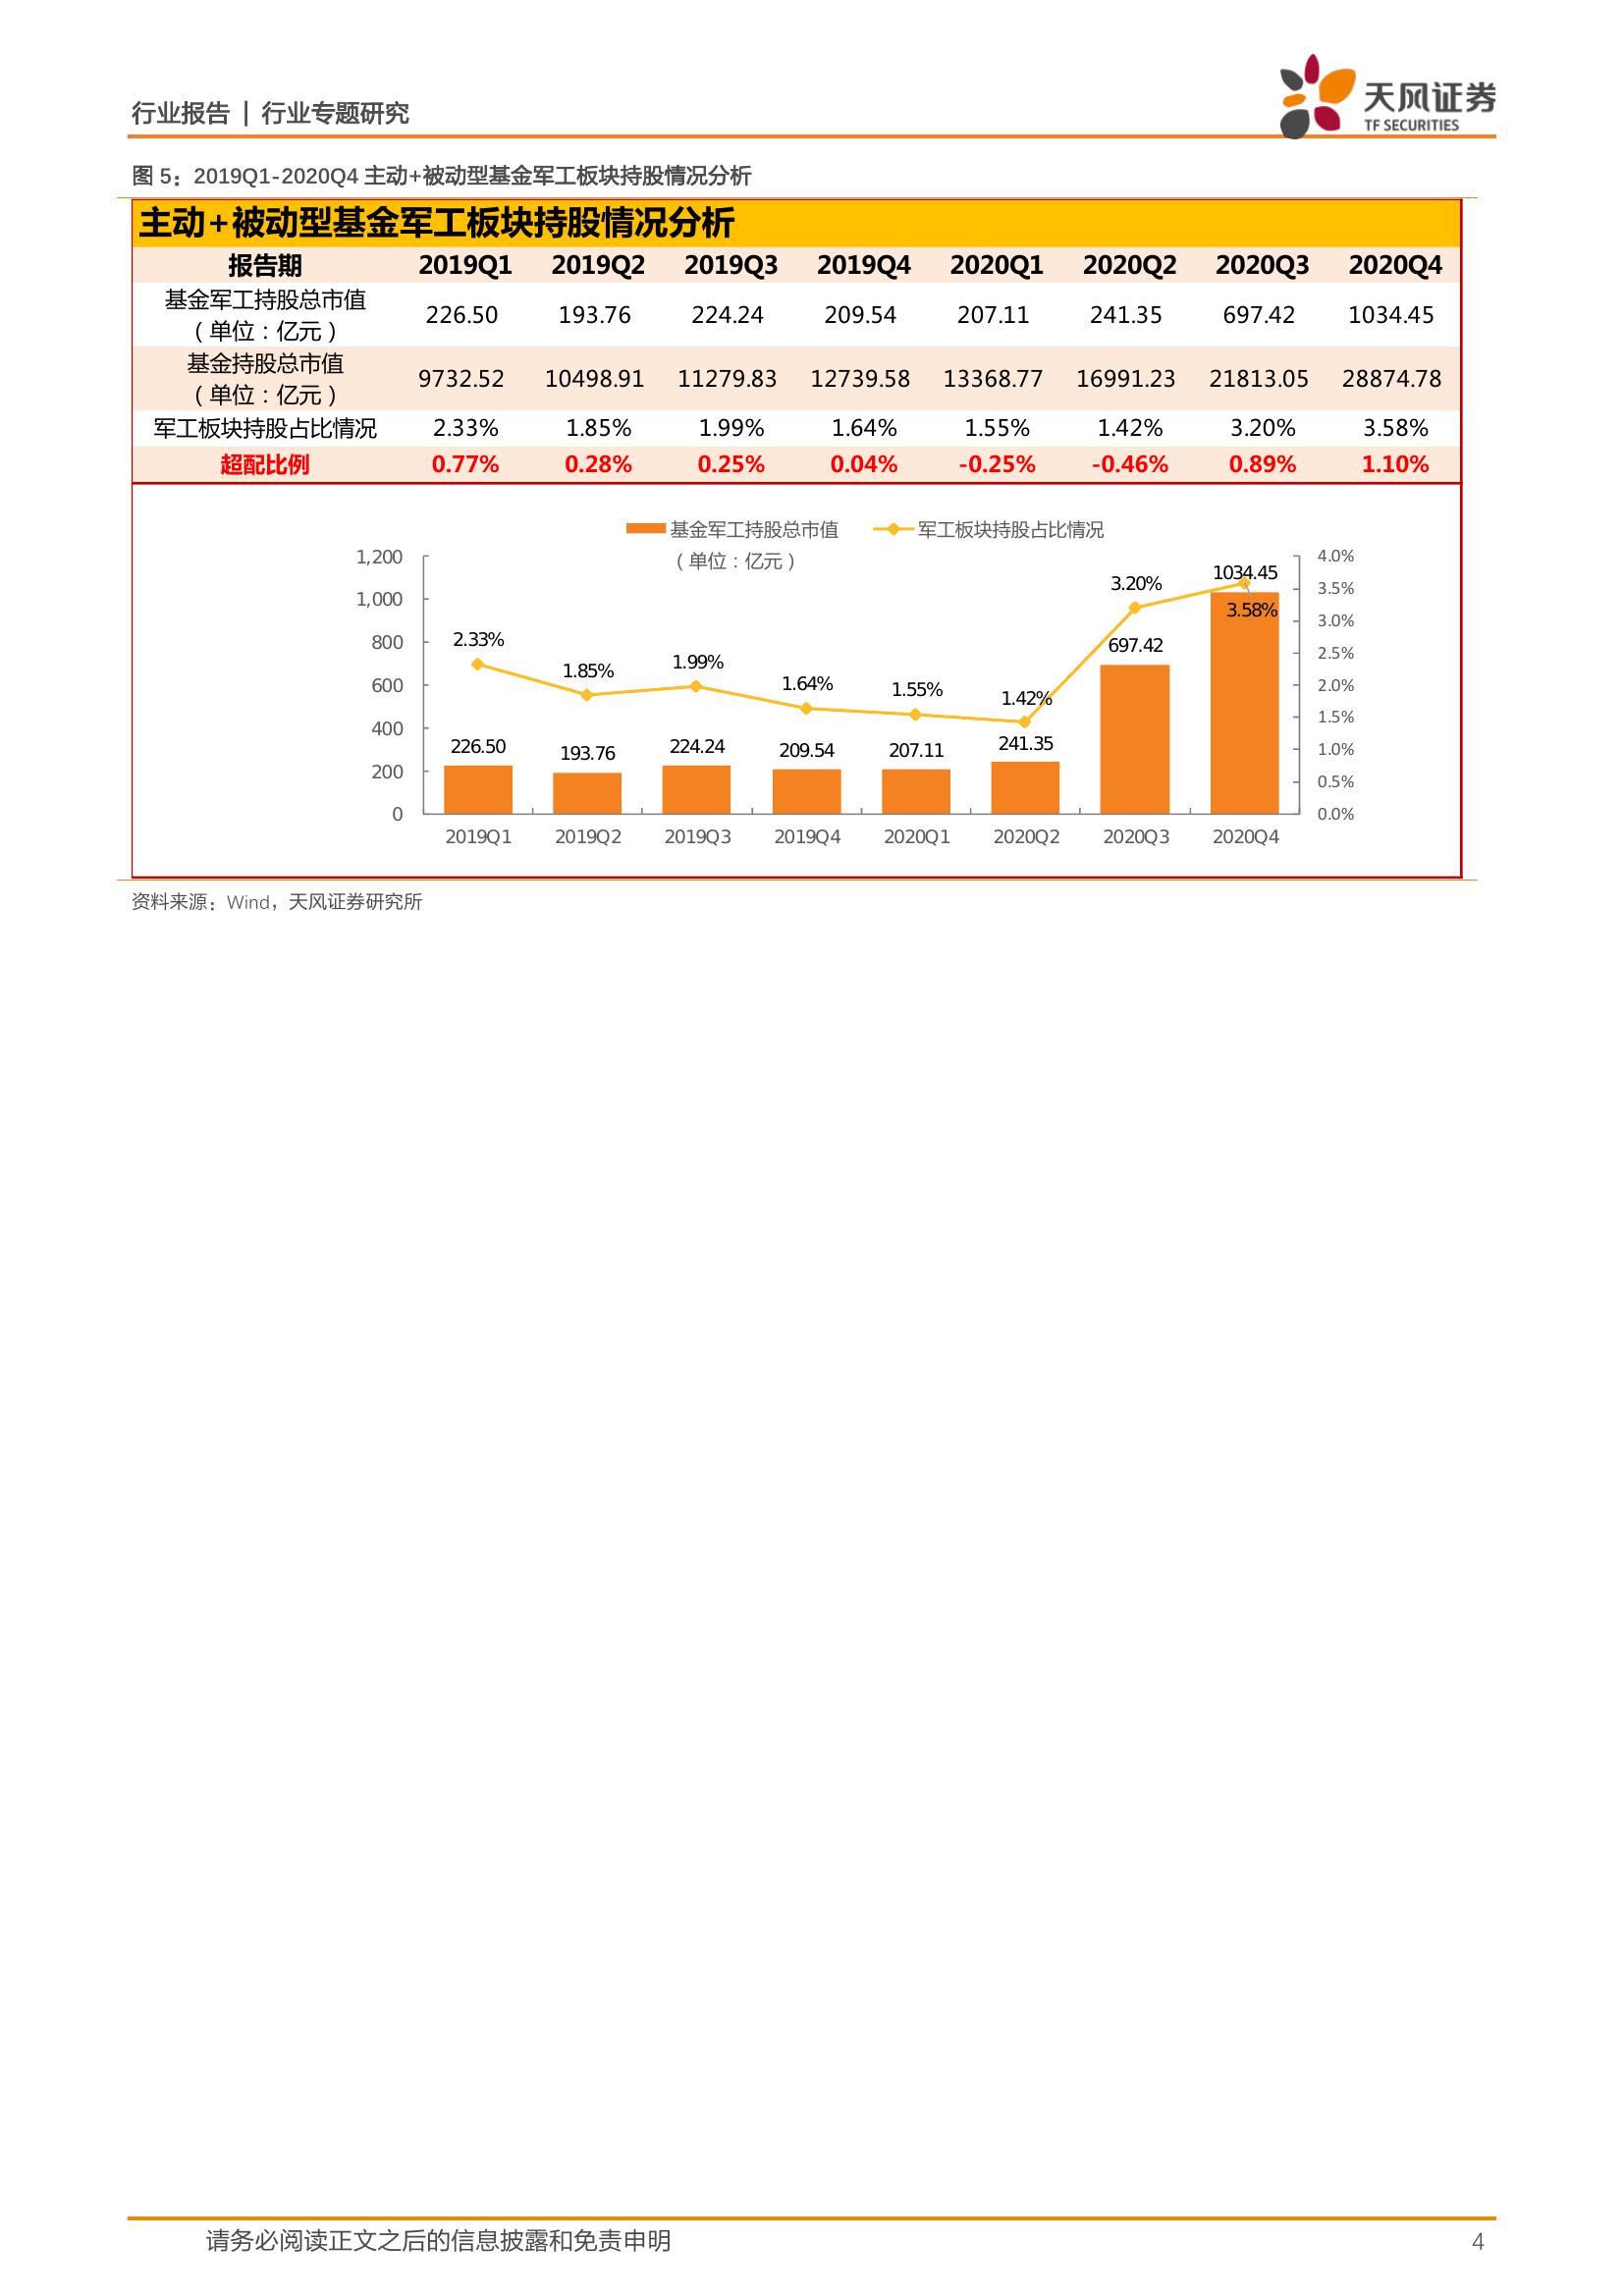 行业报告 | 行业专题研究
天风证券
TF SECURITIES
图 5：2019Q1-2020Q4 主动+被动型基金军工板块持股情况分析
主动+被动型基金军工板块持股情况分析
报告期 2019Q1 2019Q2 2019Q3 2019Q4 2020Q1 2020Q2 2020Q3 2020Q4
基金军工持股总市值
（单位：亿元） 226.50 193.76 224.24 209.54 207.11 241.35 697.42 1034.45
基金持股总市值
（单位：亿元） 9732.52 10498.91 11279.83 12739.58 13368.77 16991.23 21813.05 28874.78
军工板块持股占比情况 2.33% 1.85% 1.99% 1.64% 1.55% 1.42% 3.20% 3.58%
超配比例 0.77% 0.28% 0.25% 0.04% -0.25% -0.46% 0.89% 1.10%
基金军工持股总市值 军工板块持股占比情况
（单位：亿元）
1,200
1,000
800
600
400
200
0
2.33% 1.85% 1.99% 1.64% 1.55% 1.42% 3.20% 3.58%
226.50 193.76 224.24 209.54 207.11 241.35 697.42 1034.45
4.0%
3.5%
3.0%
2.5%
2.0%
1.5%
1.0%
0.5%
0.0%
2019Q1 2019Q2 2019Q3 2019Q4 2020Q1 2020Q2 2020Q3 2020Q4
资料来源：Wind，天风证券研究所
请务必阅读正文之后的信息披露和免责申明 4